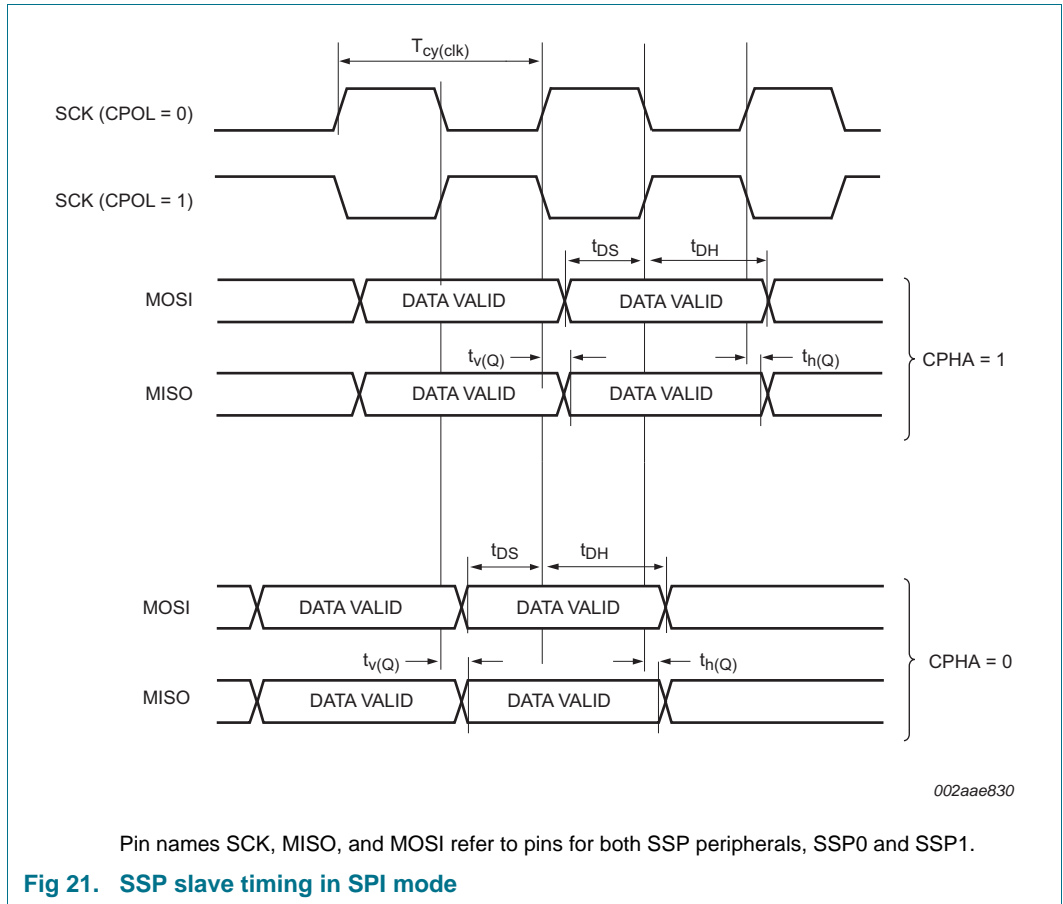 Tcy(clk)
SCK (CPOL = 0)
SCK (CPOL = 1)
tDS tDH
MOSI DATA VALID DATA VALID
tv(Q) th(Q)
CPHA = 1
MISO DATA VALID DATA VALID
tDS tDH
MOSI DATA VALID DATA VALID
tv(Q) th(Q)
CPHA = 0
MISO DATA VALID DATA VALID
002aae830
Pin names SCK, MISO, and MOSI refer to pins for both SSP peripherals, SSP0 and SSP1.
Fig 21. SSP slave timing in SPI mode